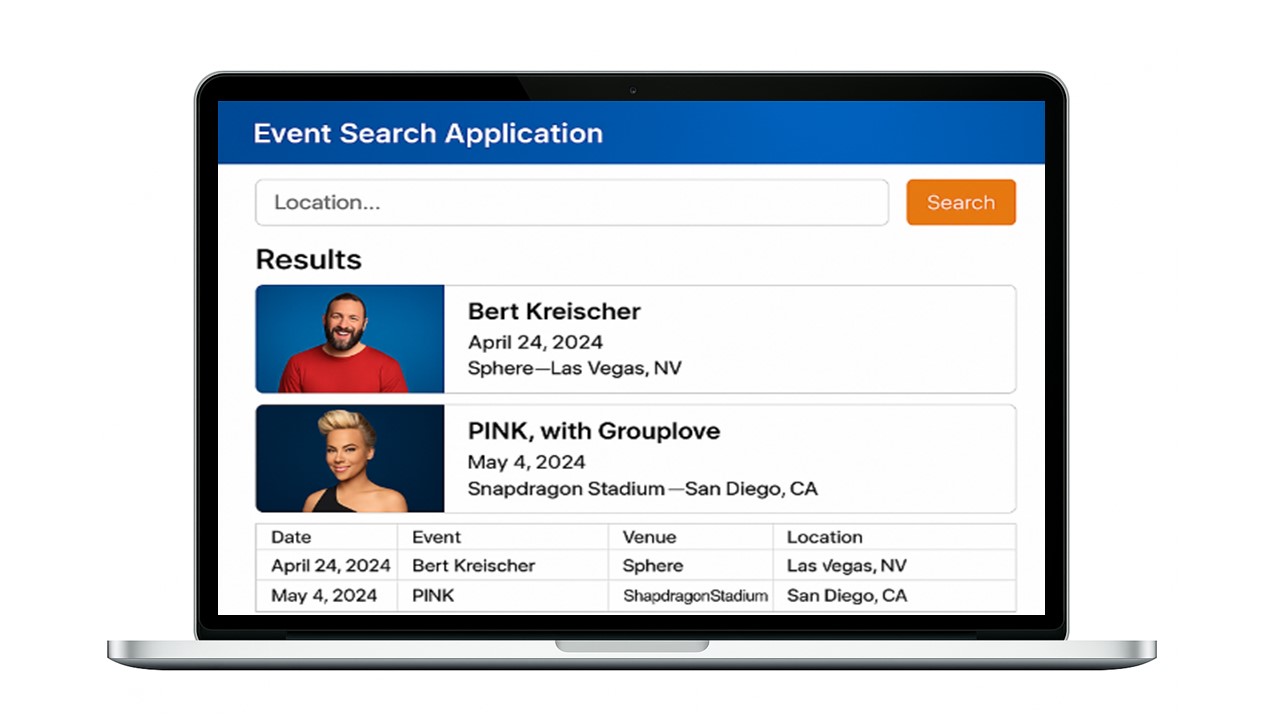 Event Search Application
Location...
Search
Results
Bert Kreischer
April 24, 2024
Sphere—Las Vegas, NV
PINK, with Grouplove
May 4, 2024
Snapdragon Stadium—San Diego, CA
Date Event Venue Location
April 24, 2024 Bert Kreischer Sphere Las Vegas, NV
May 4, 2024 PINK ShapdragonStadium San Diego, CA